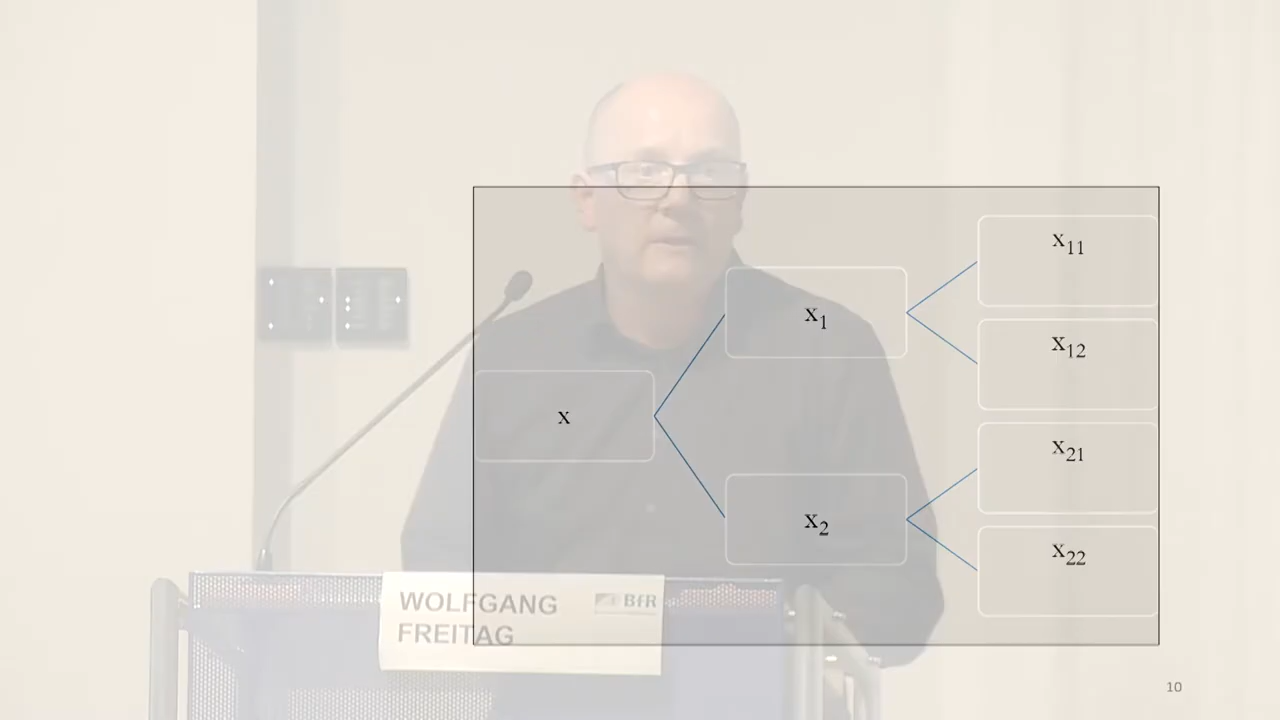 x
x₁
x₂
x₁₁
x₁₂
x₂₁
x₂₂
WOLFGANG
FREITAG
BfR
10